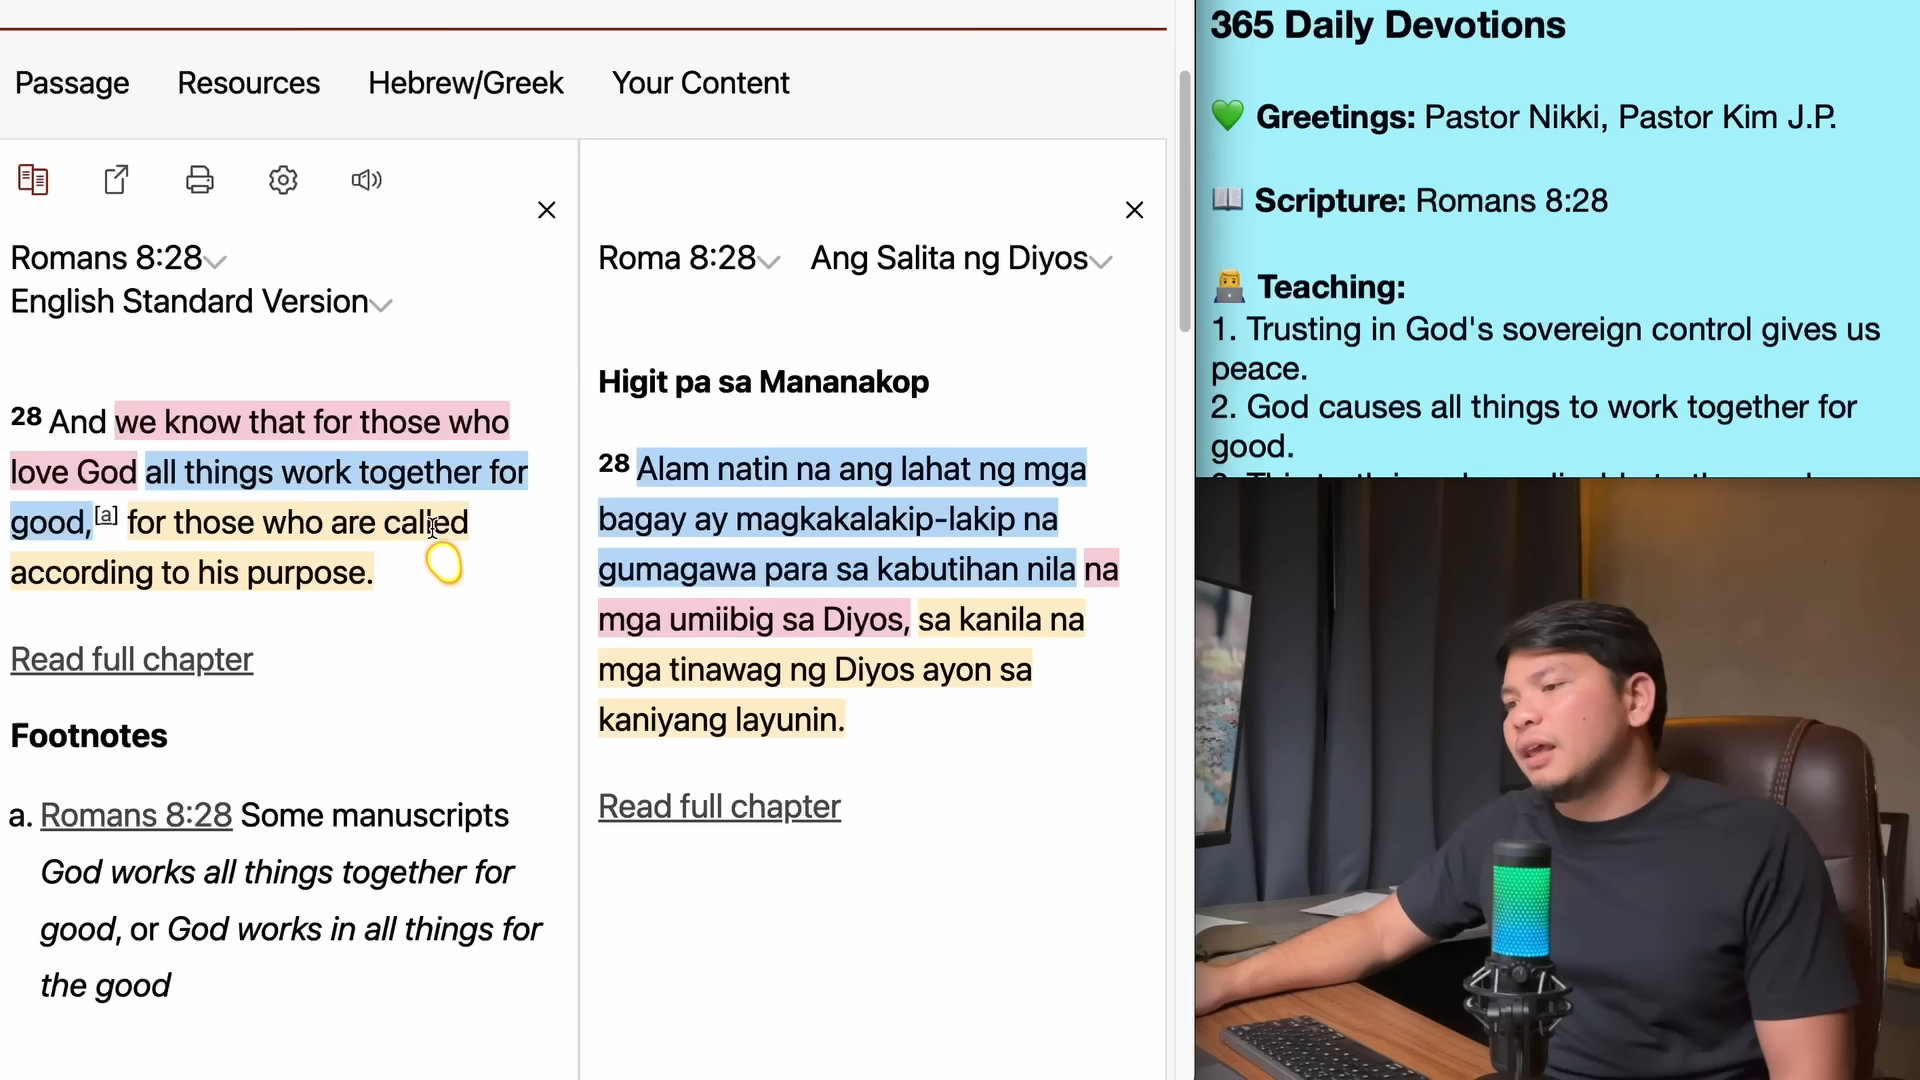 Passage Resources Hebrew/Greek Your Content
Romans 8:28
English Standard Version
28 And we know that for those who
love God all things work together for
good,[a] for those who are called
according to his purpose.
Read full chapter
Footnotes
a. Romans 8:28 Some manuscripts
God works all things together for
good, or God works in all things for
the good
Roma 8:28 Ang Salita ng Diyos
Higit pa sa Mananakop
28 Alam natin na ang lahat ng mga
bagay ay magkakalakip-lakip na
gumagawa para sa kabutihan nila na
mga umiibig sa Diyos, sa kanila na
mga tinawag ng Diyos ayon sa
kaniyang layunin.
Read full chapter
365 Daily Devotions
💚 Greetings: Pastor Nikki, Pastor Kim J.P.
📖 Scripture: Romans 8:28
👨‍💻 Teaching:
1. Trusting in God's sovereign control gives us
peace.
2. God causes all things to work together for
good.